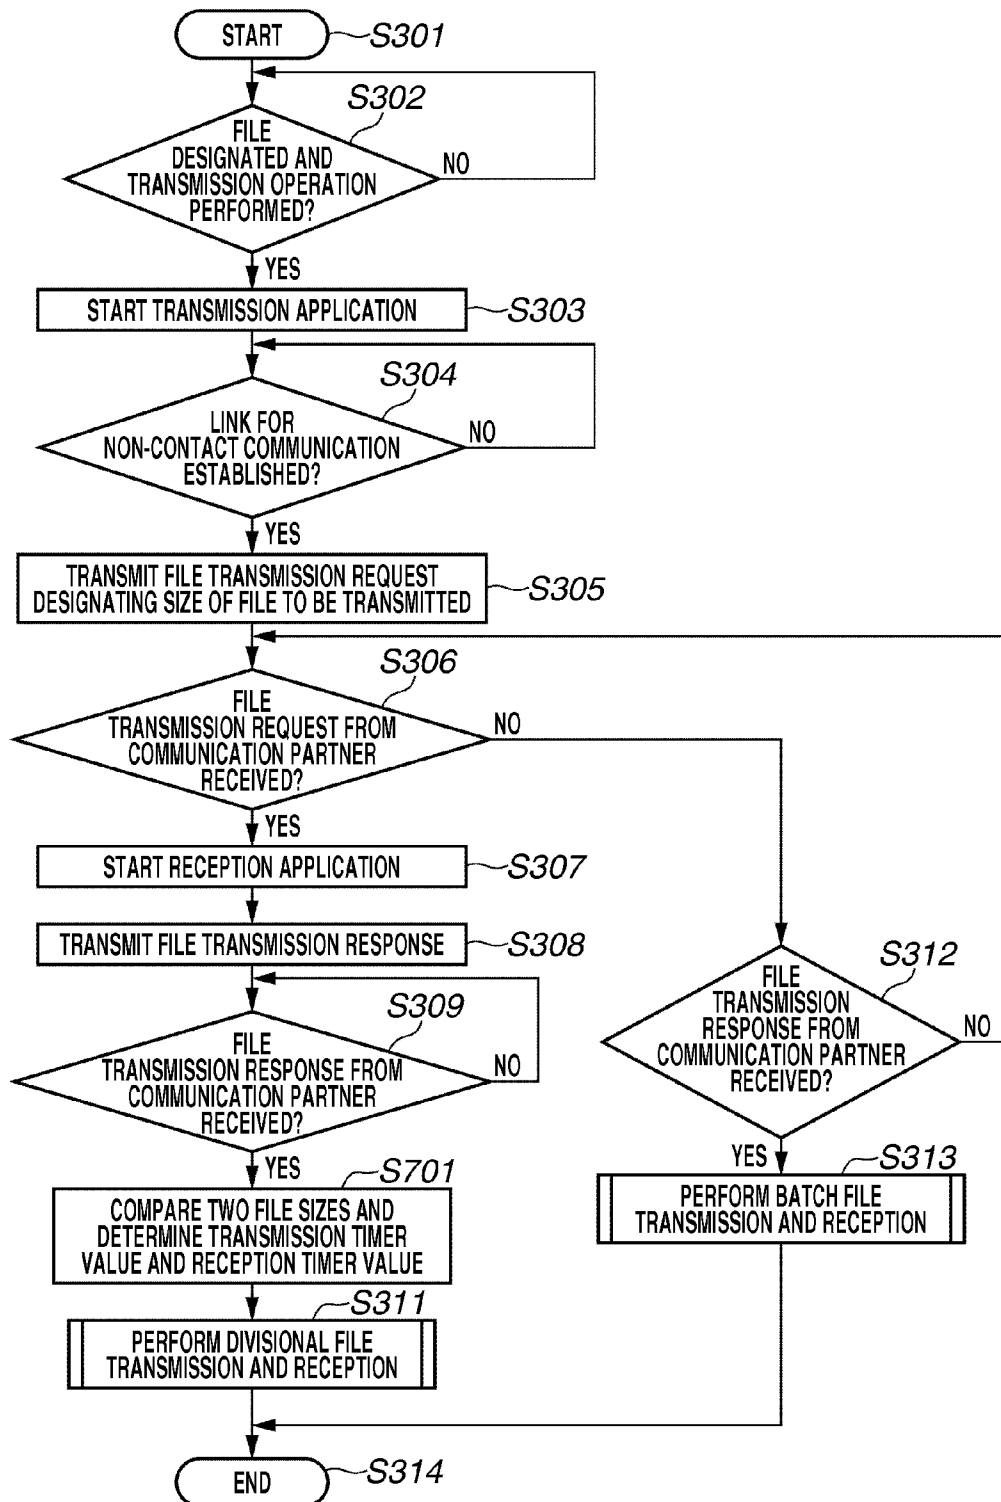 START
S301
S302
FILE
DESIGNATED AND
TRANSMISSION OPERATION
PERFORMED?
NO
YES
START TRANSMISSION APPLICATION
S303
S304
LINK FOR
NON-CONTACT COMMUNICATION
ESTABLISHED?
NO
YES
TRANSMIT FILE TRANSMISSION REQUEST
DESIGNATING SIZE OF FILE TO BE TRANSMITTED
S305
S306
FILE
TRANSMISSION REQUEST FROM
COMMUNICATION PARTNER
RECEIVED?
NO
YES
START RECEPTION APPLICATION
S307
TRANSMIT FILE TRANSMISSION RESPONSE
S308
S309
FILE
TRANSMISSION RESPONSE FROM
COMMUNICATION PARTNER
RECEIVED?
NO
YES
S701
COMPARE TWO FILE SIZES AND
DETERMINE TRANSMISSION TIMER
VALUE AND RECEPTION TIMER VALUE
S311
PERFORM DIVISIONAL FILE
TRANSMISSION AND RECEPTION
S312
FILE
TRANSMISSION
RESPONSE FROM
COMMUNICATION PARTNER
RECEIVED?
NO
YES
S313
PERFORM BATCH FILE
TRANSMISSION AND RECEPTION
END
S314